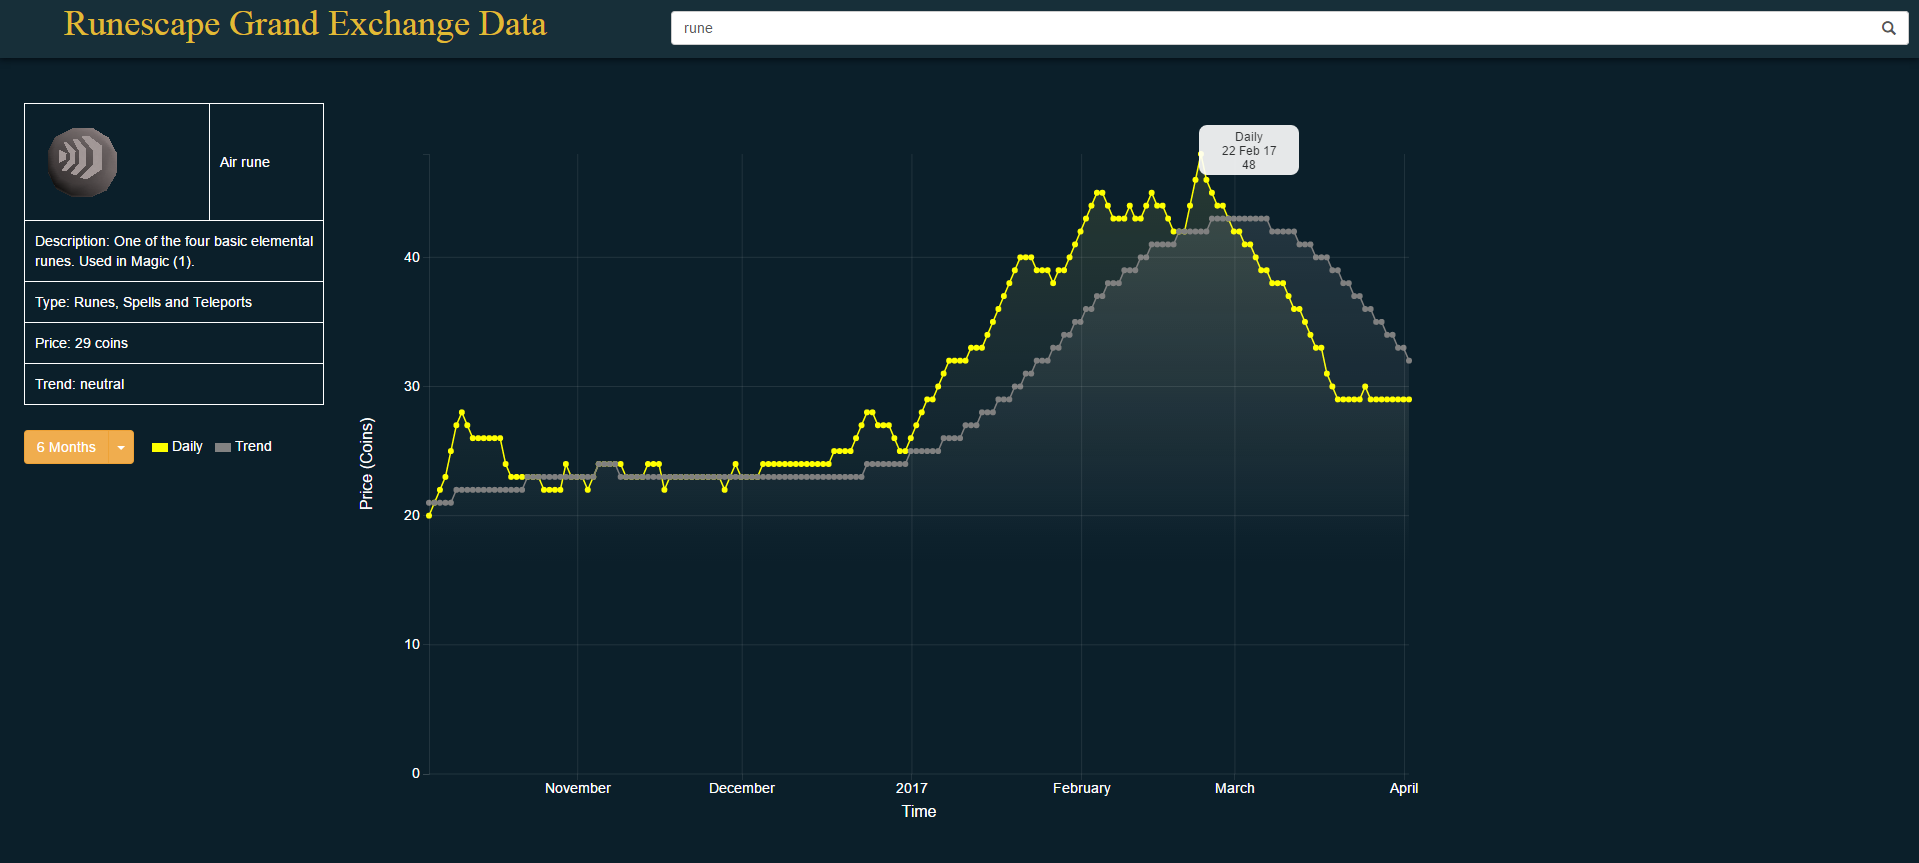 Runescape Grand Exchange Data
rune
Air rune
Description: One of the four basic elemental
runes. Used in Magic (1).
Type: Runes, Spells and Teleports
Price: 29 coins
Trend: neutral
6 Months
Daily
Trend
Daily
22 Feb 17
48
Price (Coins)
40
30
20
10
0
November
December
2017
February
March
April
Time